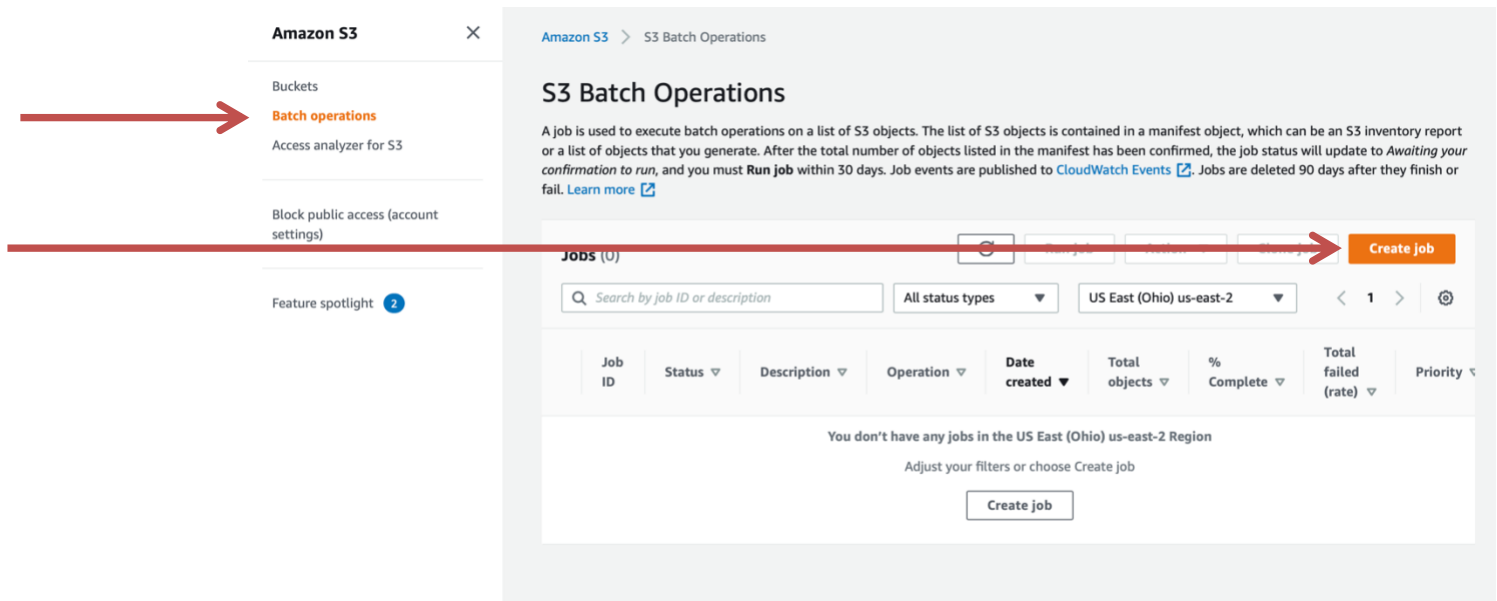 Amazon S3
Buckets
Batch operations
Access analyzer for S3
Block public access (account
settings)
Feature spotlight 2
Amazon S3 > S3 Batch Operations
S3 Batch Operations
A job is used to execute batch operations on a list of S3 objects. The list of S3 objects is contained in a manifest object, which can be an S3 inventory report
or a list of objects that you generate. After the total number of objects listed in the manifest has been confirmed, the job status will update to Awaiting your
confirmation to run, and you must Run job within 30 days. Job events are published to CloudWatch Events. Jobs are deleted 90 days after they finish or
fail. Learn more
Jobs (0)
Create job
Search by job ID or description
All status types
US East (Ohio) us-east-2
1
Job
ID
Status
Description
Operation
Date
created
Total
objects
%
Complete
Total
failed
(rate)
Priority
You don't have any jobs in the US East (Ohio) us-east-2 Region
Adjust your filters or choose Create job
Create job